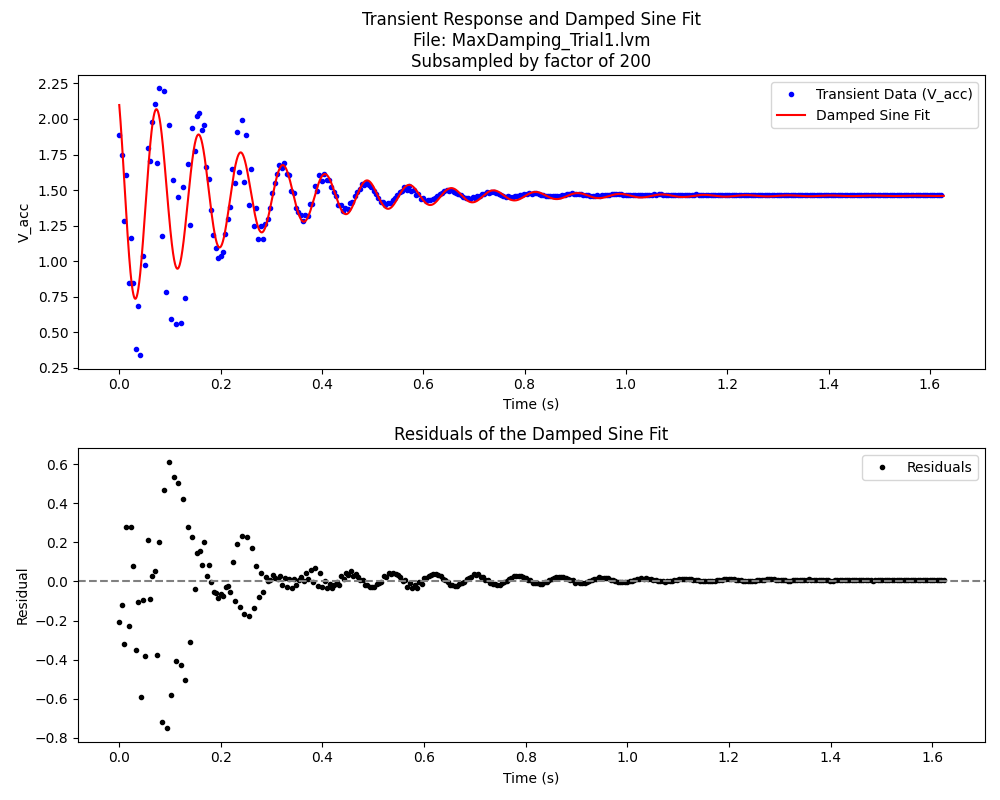 Transient Response and Damped Sine Fit
File: MaxDamping_Trial1.lvm
Subsampled by factor of 200
2.25
2.00
1.75
1.50
1.25
1.00
0.75
0.50
0.25
V_acc
Transient Data (V_acc)
Damped Sine Fit
0.0 0.2 0.4 0.6 0.8 1.0 1.2 1.4 1.6
Time (s)
Residuals of the Damped Sine Fit
0.6
0.4
0.2
0.0
−0.2
−0.4
−0.6
−0.8
Residual
Residuals
0.0 0.2 0.4 0.6 0.8 1.0 1.2 1.4 1.6
Time (s)